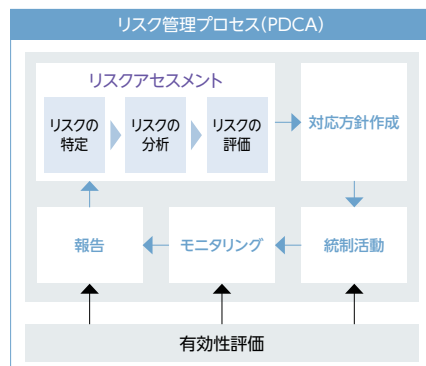 リスク管理プロセス(PDCA)
リスクアセスメント
リスクの
特定
リスクの
分析
リスクの
評価
対応方針作成
報告
モニタリング
統制活動
有効性評価